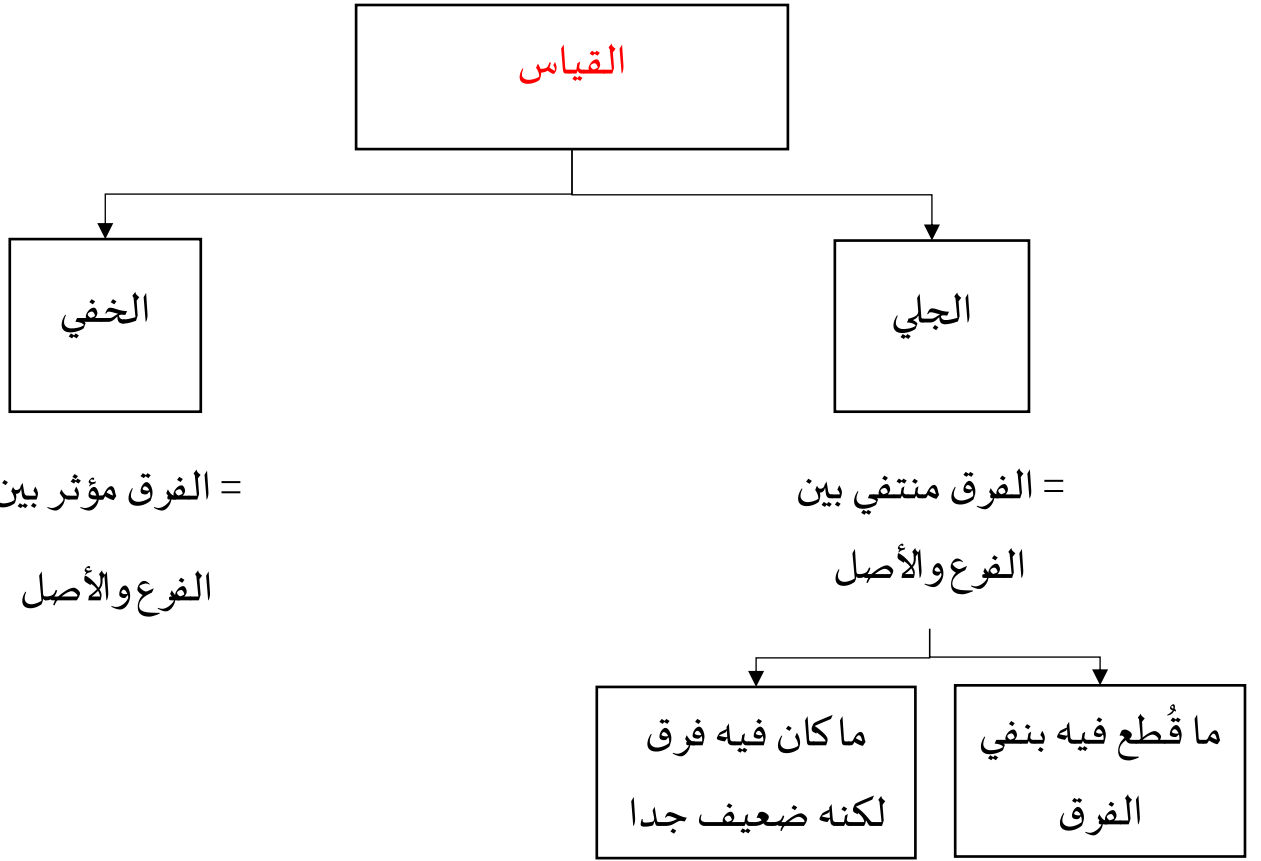 القياس
الجلي
الخفي
= الفرق منتفي بين
الفرع والأصل
= الفرق مؤثر بين
الفرع والأصل
ما قُطع فيه بنفي
الفرق
ما كان فيه فرق
لكنه ضعيف جدا